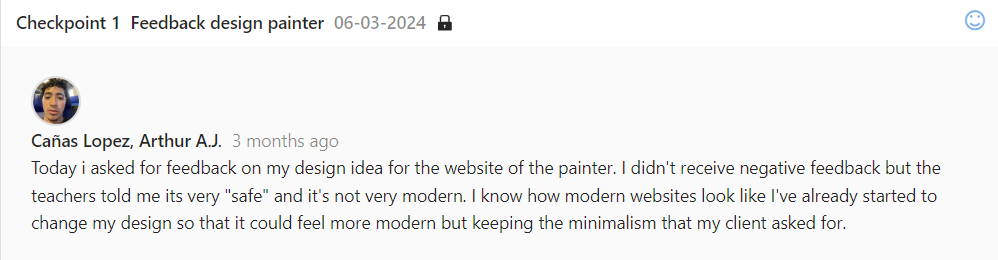 Checkpoint 1 Feedback design painter 06-03-2024
Cañas Lopez, Arthur A.J. 3 months ago
Today i asked for feedback on my design idea for the website of the painter. I didn't receive negative feedback but the
teachers told me its very "safe" and it's not very modern. I know how modern websites look like I've already started to
change my design so that it could feel more modern but keeping the minimalism that my client asked for.